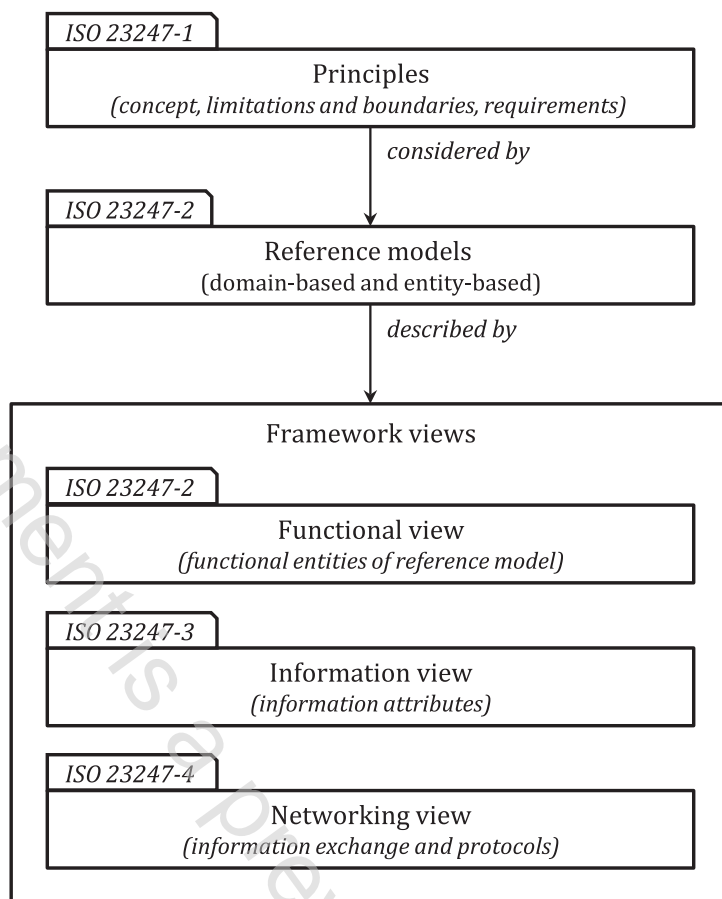 ISO 23247-1
Principles
(concept, limitations and boundaries, requirements)
considered by
ISO 23247-2
Reference models
(domain-based and entity-based)
described by
Framework views
ISO 23247-2
Functional view
(functional entities of reference model)
ISO 23247-3
Information view
(information attributes)
ISO 23247-4
Networking view
(information exchange and protocols)
is a